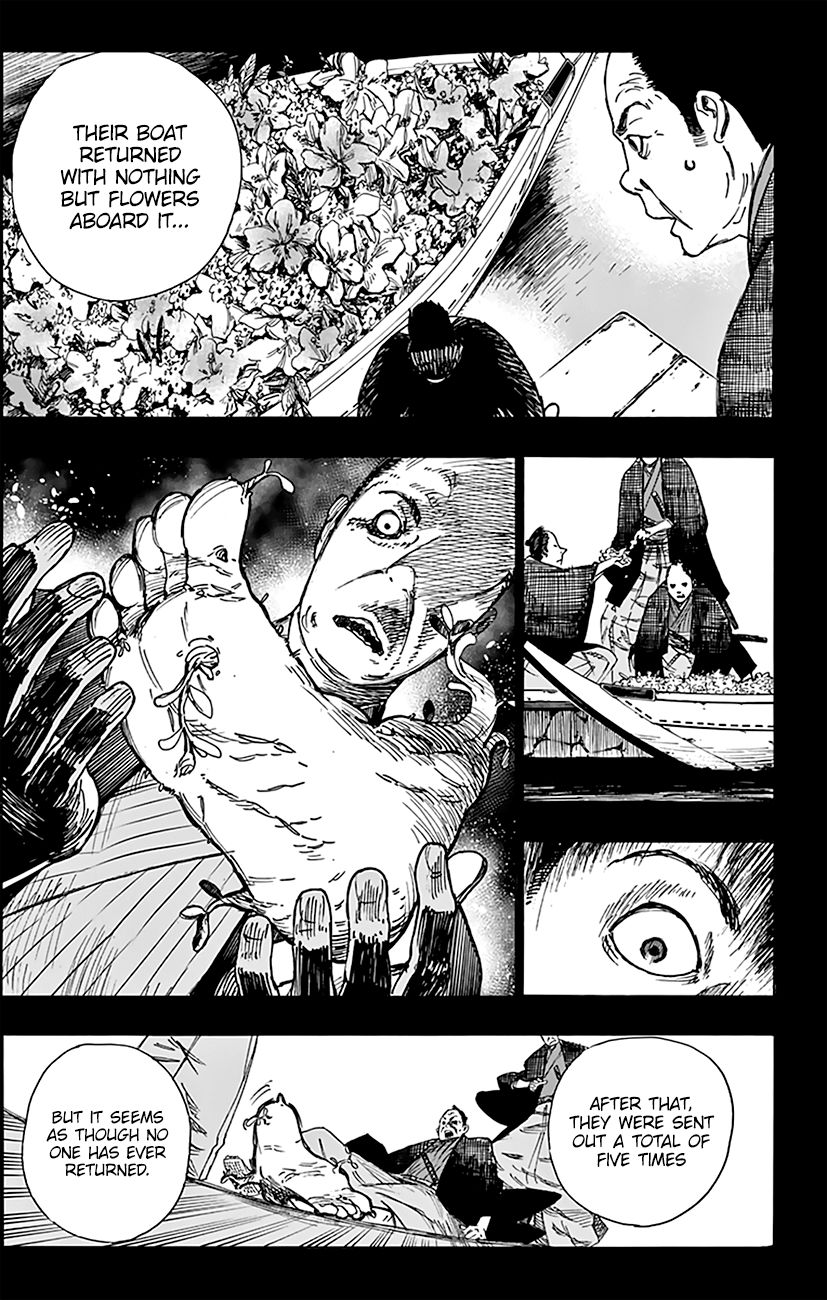 THEIR BOAT
RETURNED
WITH NOTHING
BUT FLOWERS
ABOARD IT...
AFTER THAT,
THEY WERE SENT
OUT A TOTAL OF
FIVE TIMES
BUT IT SEEMS
AS THOUGH NO
ONE HAS EVER
RETURNED.